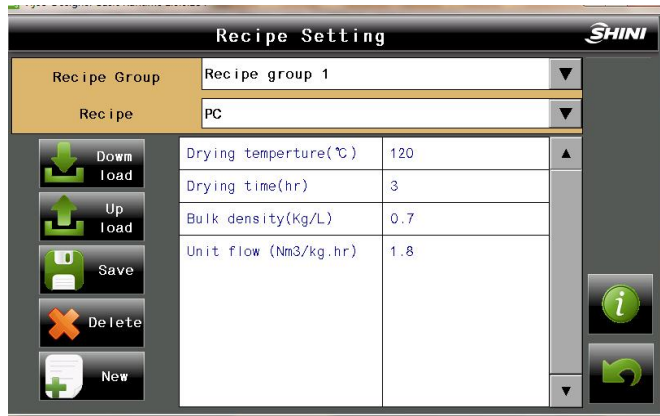 Recipe Setting
SHINI
Recipe Group
Recipe group 1
Recipe
PC
Dowm
load
Up
load
Save
Delete
New
Drying temperture(℃)
120
Drying time(hr)
3
Bulk density(Kg/L)
0.7
Unit flow (Nm3/kg.hr)
1.8
i